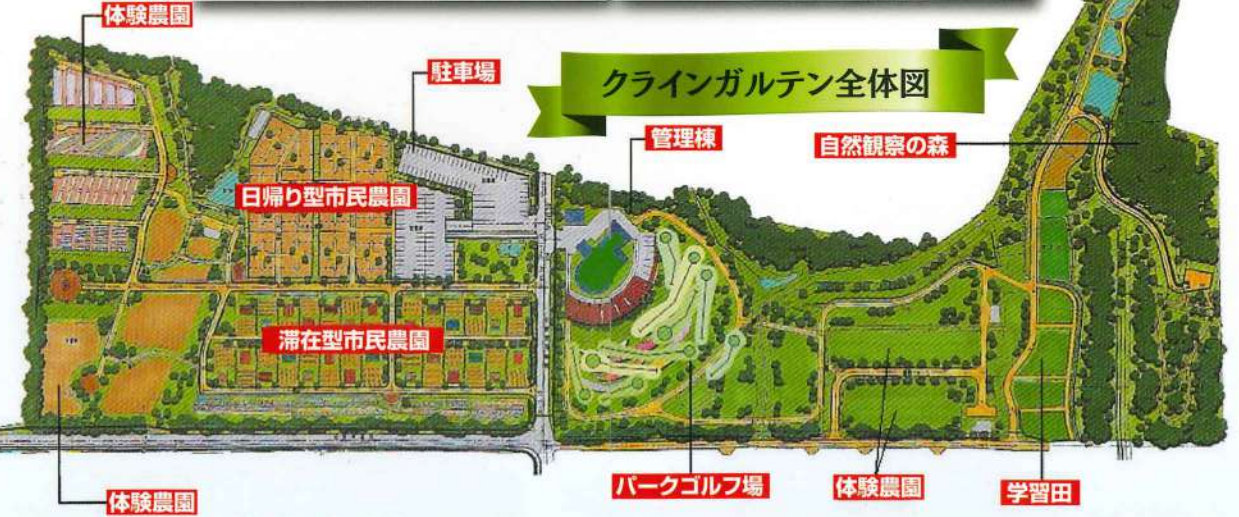 体験農園
駐車場
クラインガルテン全体図
管理棟
自然観察の森
日帰り型市民農園
滞在型市民農園
体験農園
パークゴルフ場
体験農園
学習田